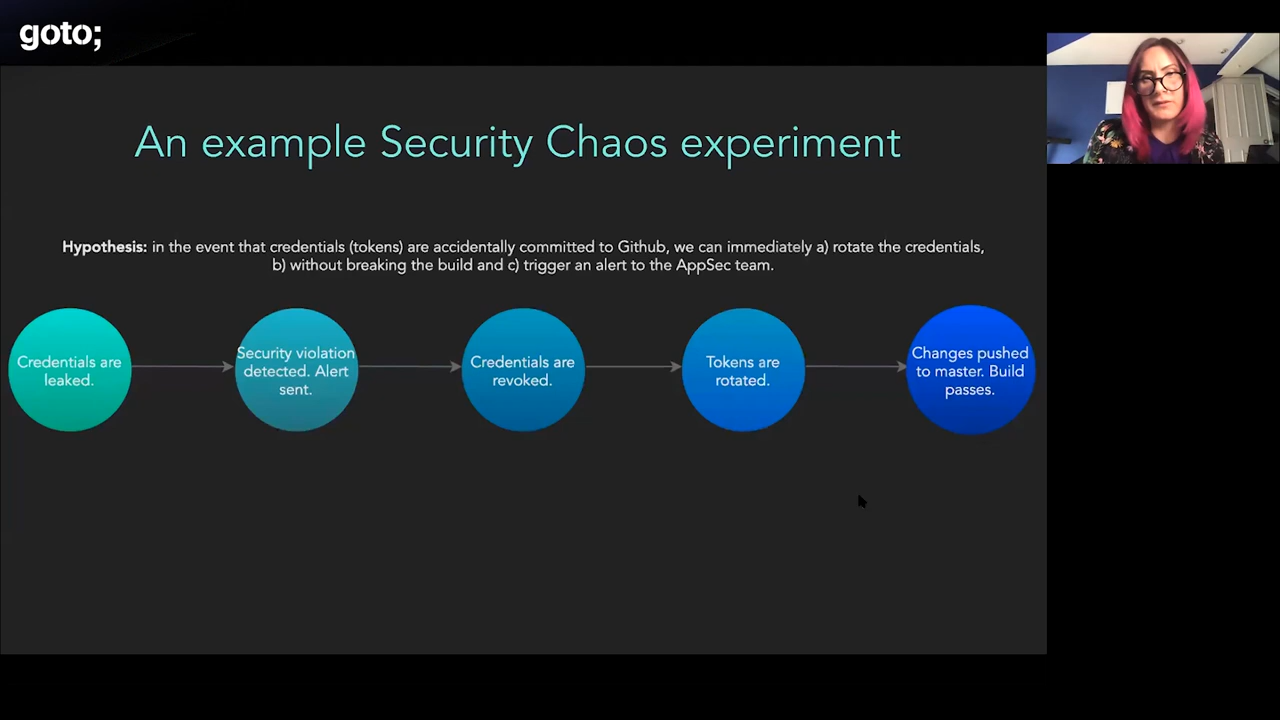 goto;
An example Security Chaos experiment
Hypothesis: in the event that credentials (tokens) are accidentally committed to Github, we can immediately a) rotate the credentials,
b) without breaking the build and c) trigger an alert to the AppSec team.
Credentials are
leaked.
Security violation
detected. Alert
sent.
Credentials are
revoked.
Tokens are
rotated.
Changes pushed
to master. Build
passes.